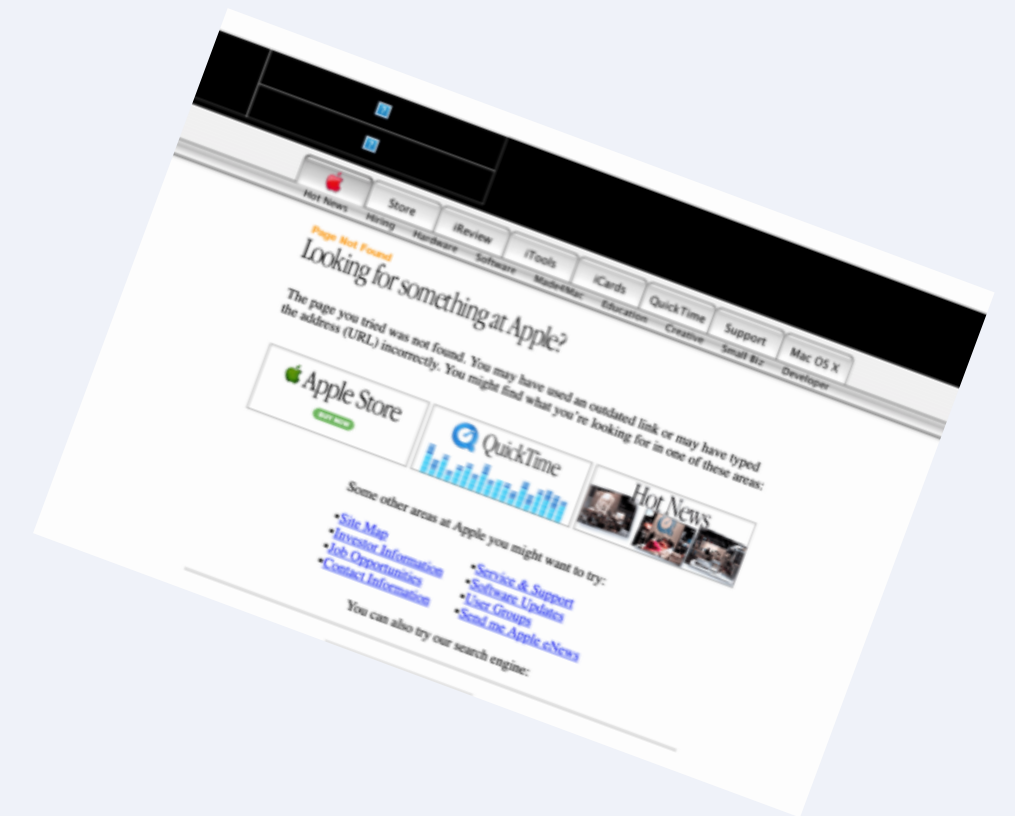 Store
iReview
iTools
iCards
QuickTime
Support
Mac OS X
Hot News
Hiring
Hardware
Software
Made4Mac
Education
Creative
Small Biz
Developer
Page Not Found
Looking for something at Apple?
The page you tried was not found. You may have used an outdated link or may have typed
the address (URL) incorrectly. You might find what you're looking for in one of these areas:
Apple Store
BUY NOW
QuickTime
Hot News
Some other areas at Apple you might want to try:
•Site Map
•Investor Information
•Job Opportunities
•Contact Information
•Service & Support
•Software Updates
•User Groups
•Send me Apple eNews
You can also try our search engine: